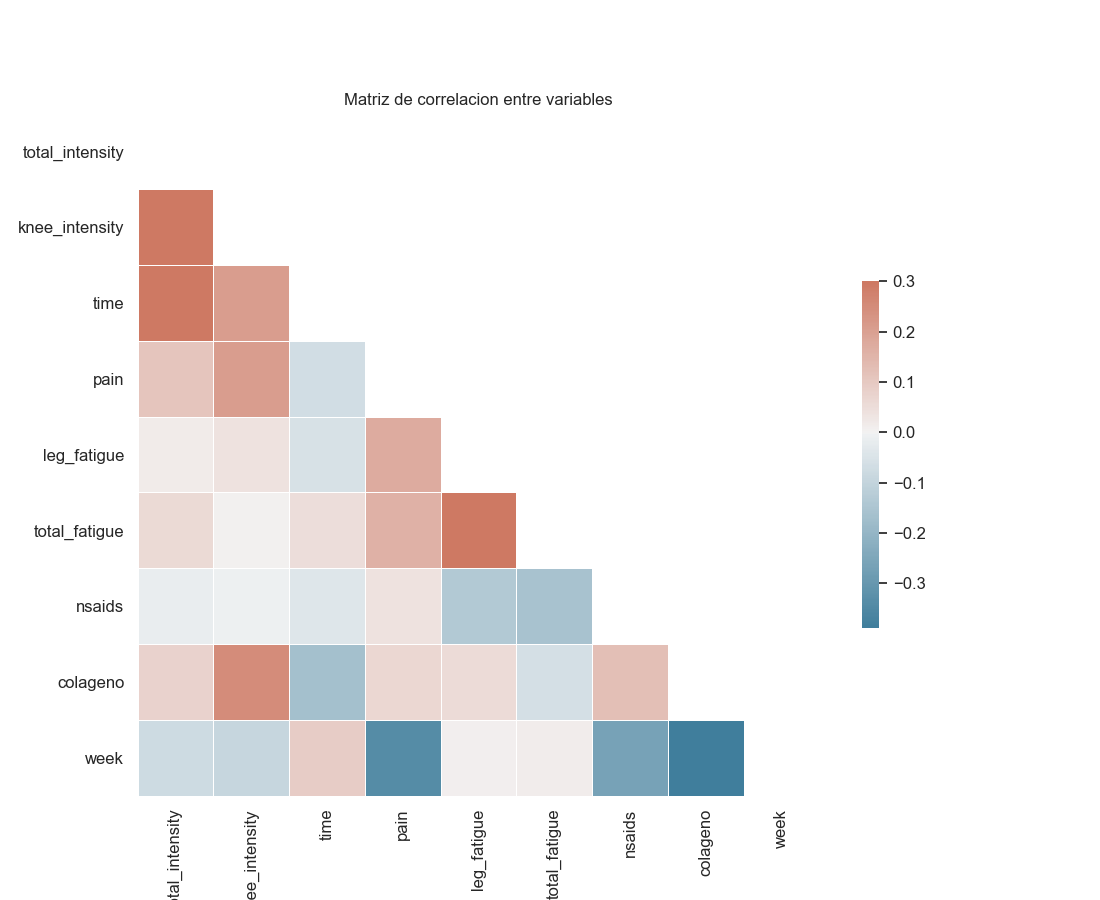 Matriz de correlacion entre variables
total_intensity
knee_intensity
time
pain
leg_fatigue
total_fatigue
nsaids
colageno
week
0.3
0.2
0.1
0.0
−0.1
−0.2
−0.3
otal_intensity
ee_intensity
time
pain
leg_fatigue
total_fatigue
nsaids
colageno
week